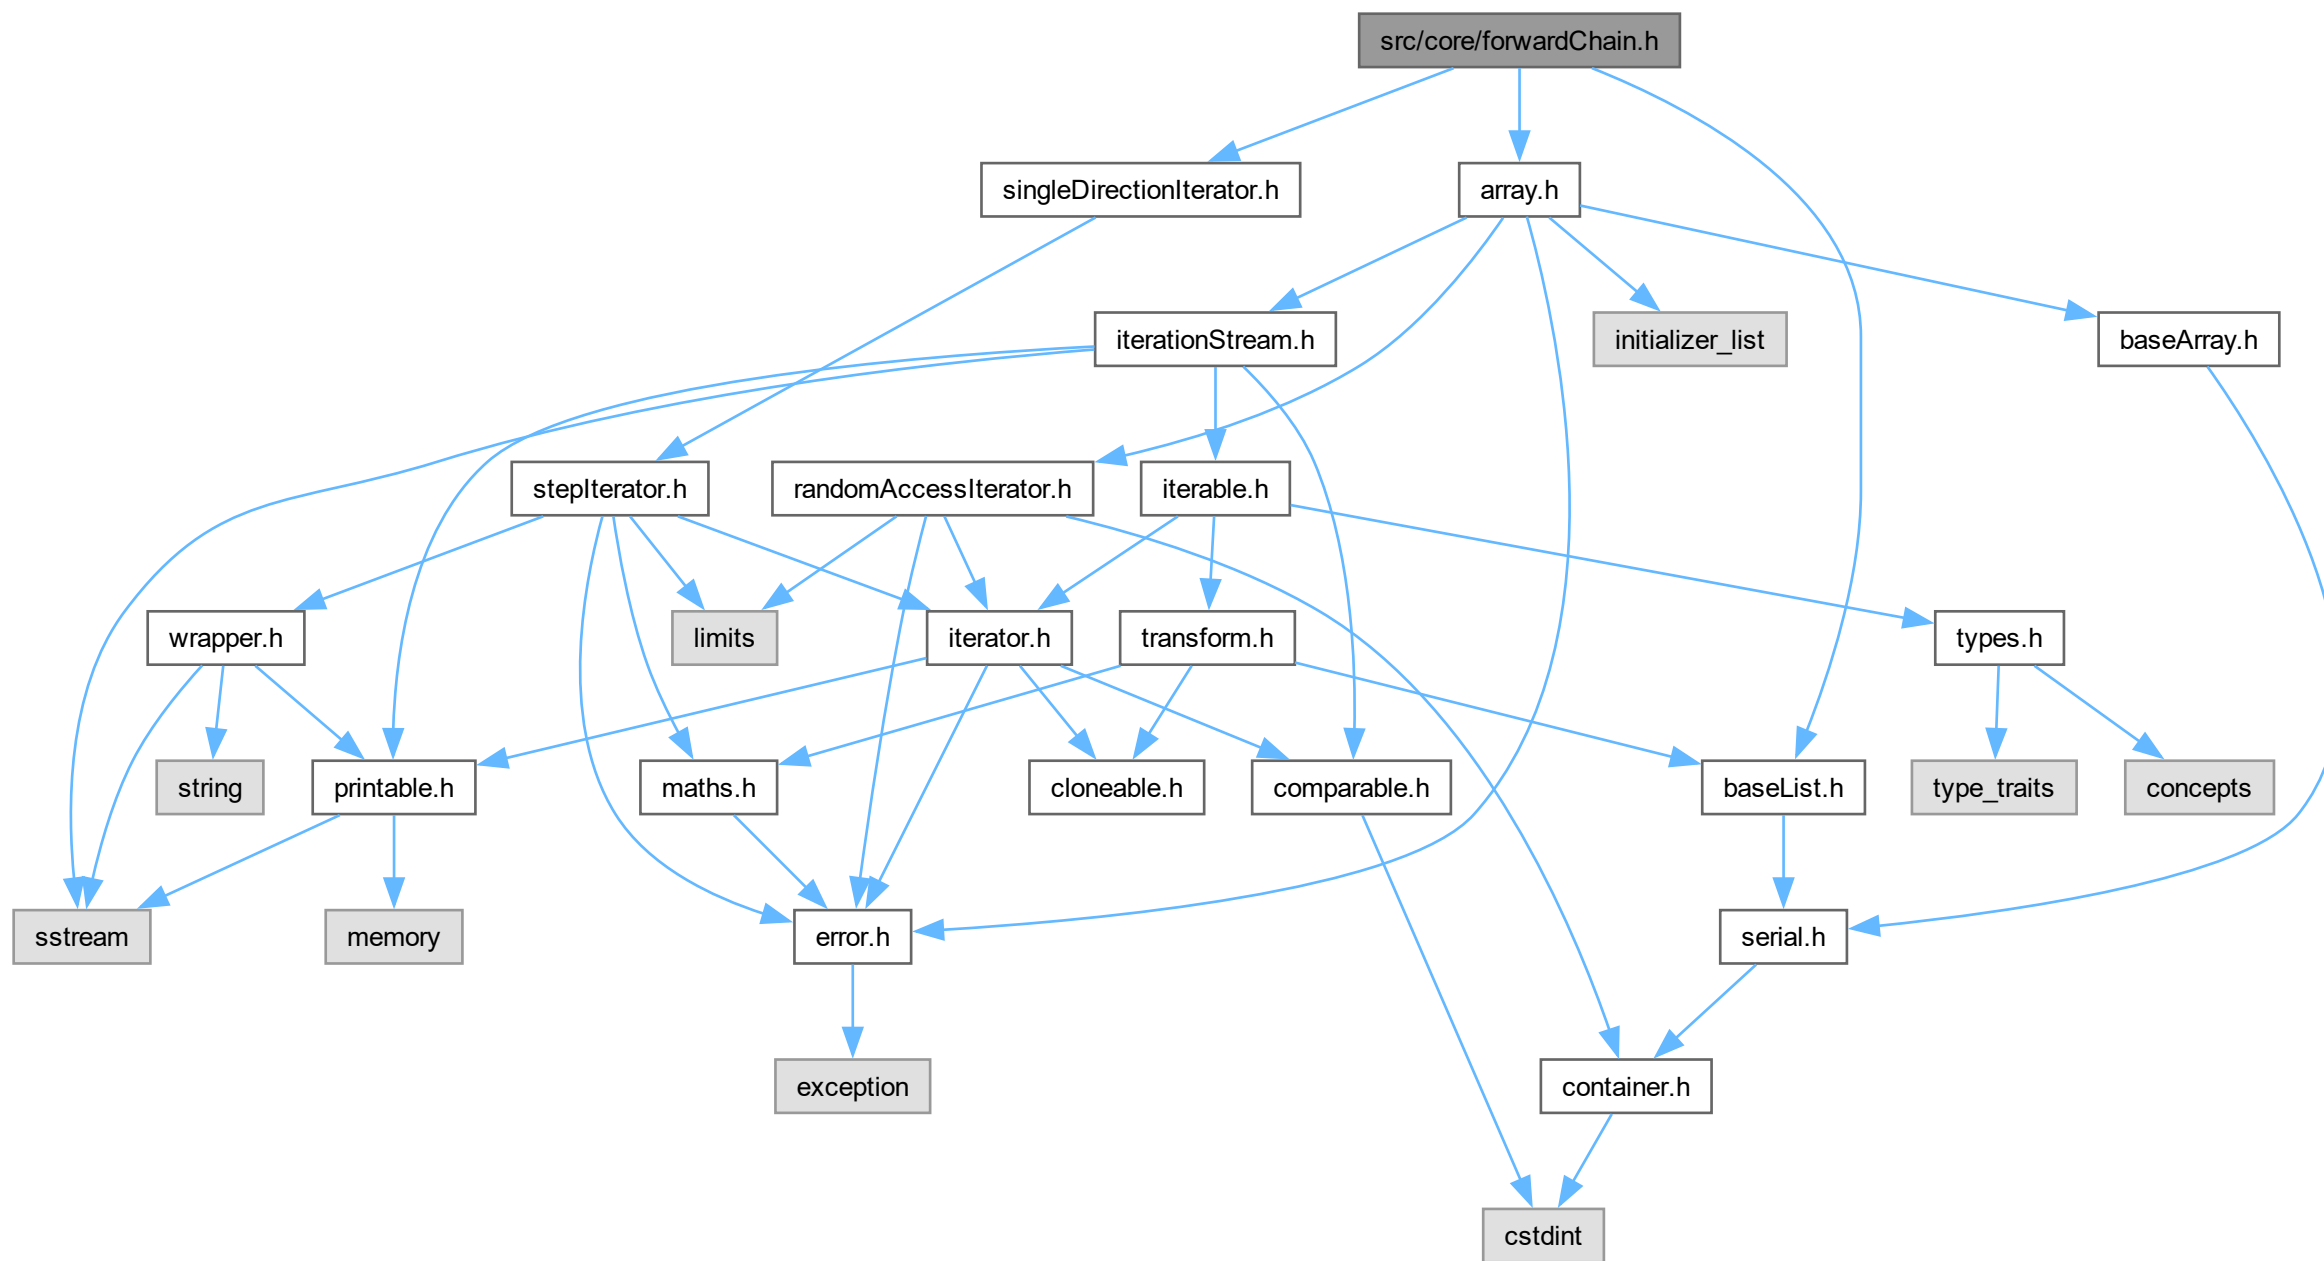 src/core/forwardChain.h
singleDirectionIterator.h
array.h
iterationStream.h
initializer_list
baseArray.h
stepIterator.h
randomAccessIterator.h
iterable.h
wrapper.h
limits
iterator.h
transform.h
types.h
string
printable.h
maths.h
cloneable.h
comparable.h
baseList.h
type_traits
concepts
sstream
memory
error.h
serial.h
exception
container.h
cstdint